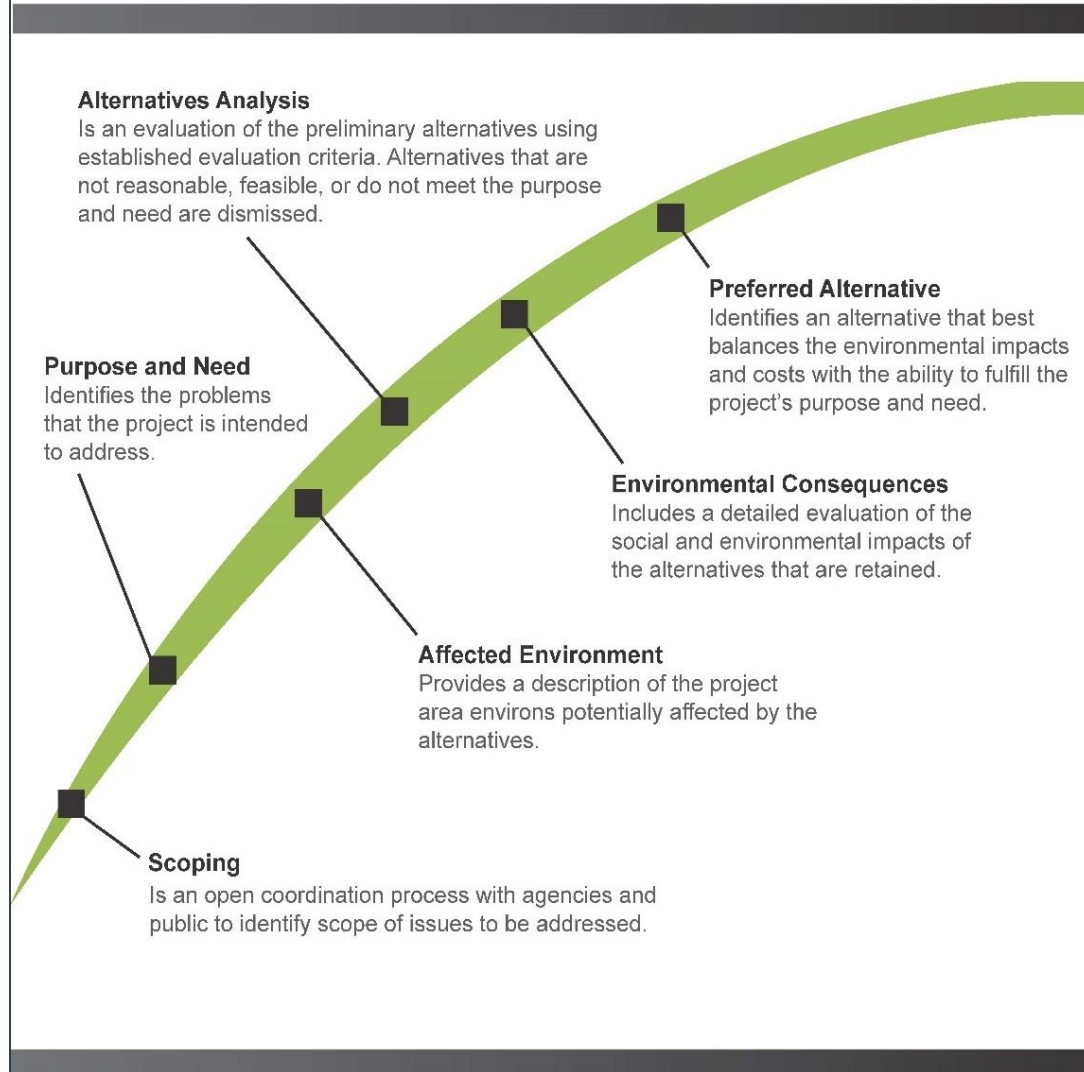 Alternatives Analysis
Is an evaluation of the preliminary alternatives using
established evaluation criteria. Alternatives that are
not reasonable, feasible, or do not meet the purpose
and need are dismissed.
Preferred Alternative
Identifies an alternative that best
balances the environmental impacts
and costs with the ability to fulfill the
project's purpose and need.
Purpose and Need
Identifies the problems
that the project is intended
to address.
Environmental Consequences
Includes a detailed evaluation of the
social and environmental impacts of
the alternatives that are retained.
Affected Environment
Provides a description of the project
area environs potentially affected by the
alternatives.
Scoping
Is an open coordination process with agencies and
public to identify scope of issues to be addressed.